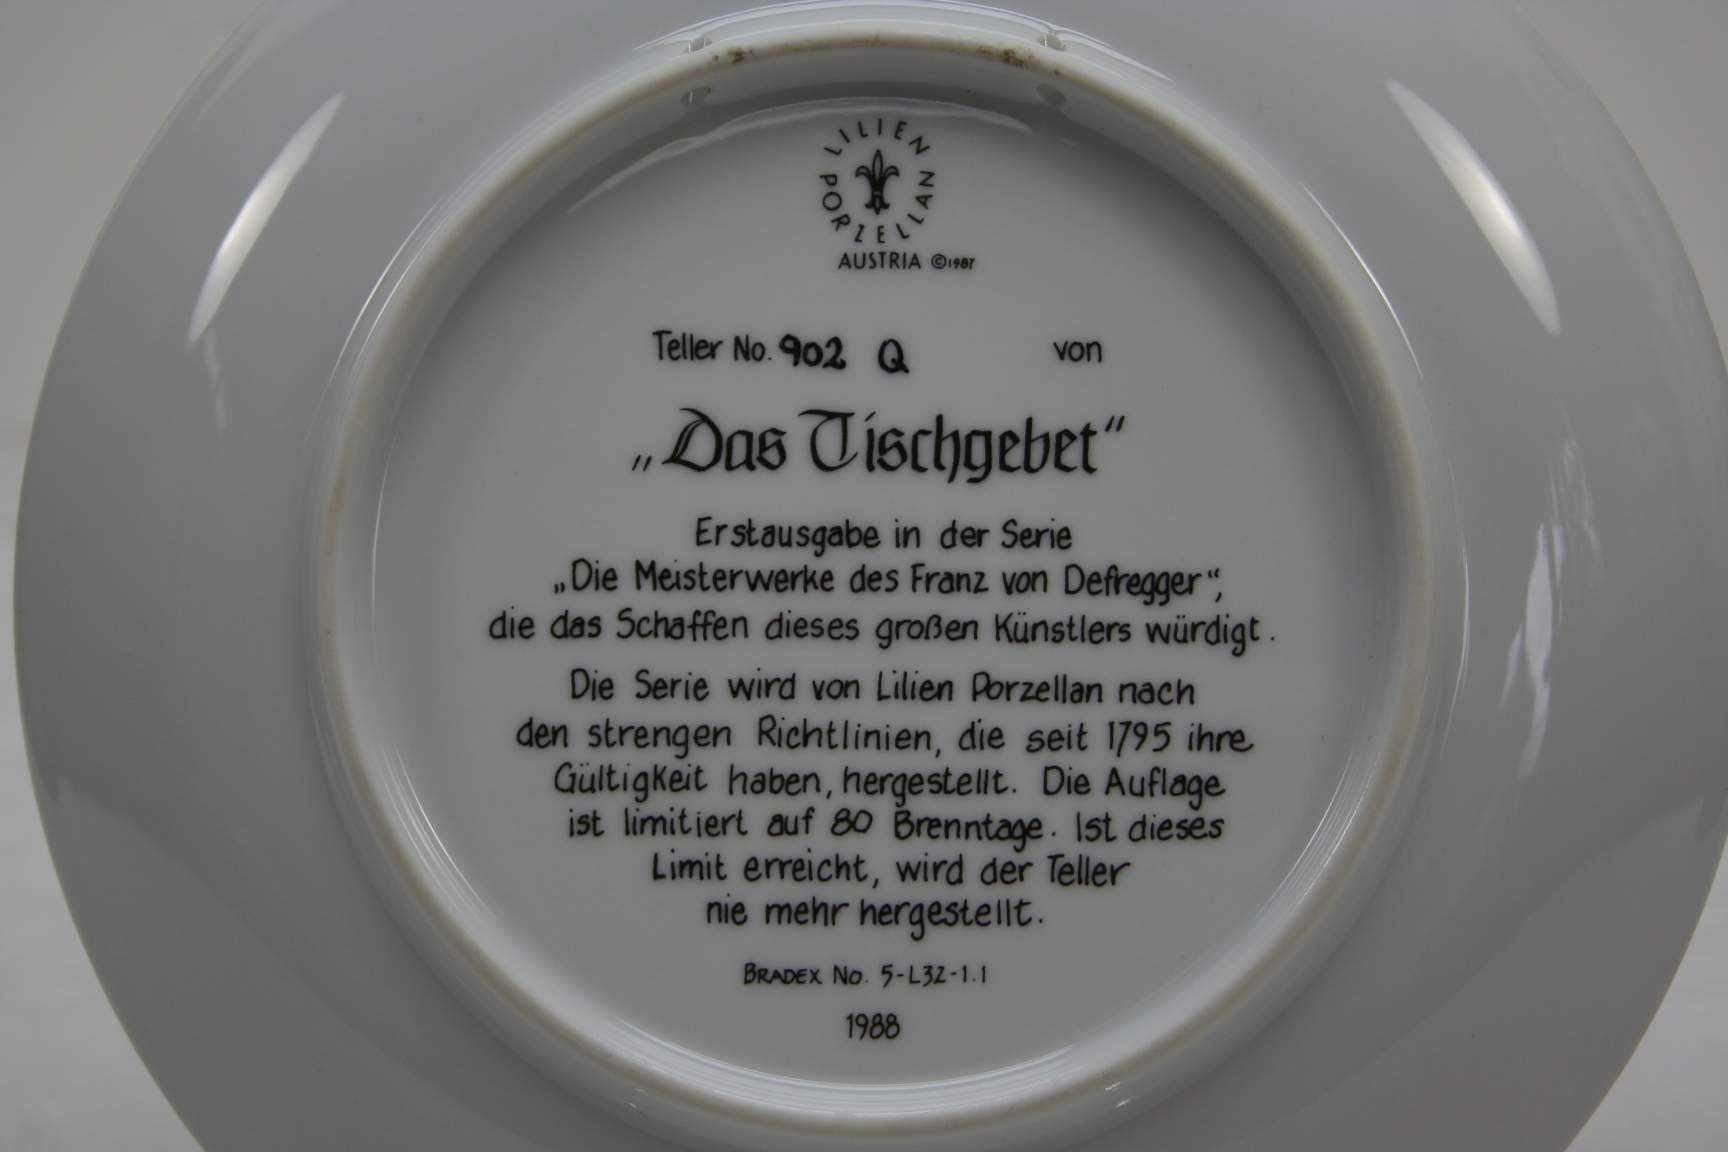 LILIEN
PORZELLAN
AUSTRIA ©1987
Teller No. 902 Q von
„Das Tischgebet“
Erstausgabe in der Serie
„Die Meisterwerke des Franz von Defregger“,
die das Schaffen dieses großen Künstlers würdigt.
Die Serie wird von Lilien Porzellan nach
den strengen Richtlinien, die seit 1795 ihre
Gültigkeit haben, hergestellt. Die Auflage
ist limitiert auf 80 Brenntage. Ist dieses
Limit erreicht, wird der Teller
nie mehr hergestellt.
BRADEX No. 5-L32-1.1
1988